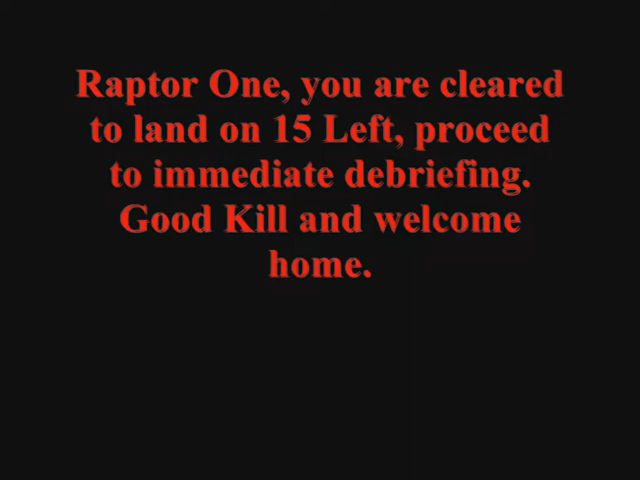 Raptor One, you are cleared
to land on 15 Left, proceed
to immediate debriefing.
Good Kill and welcome
home.